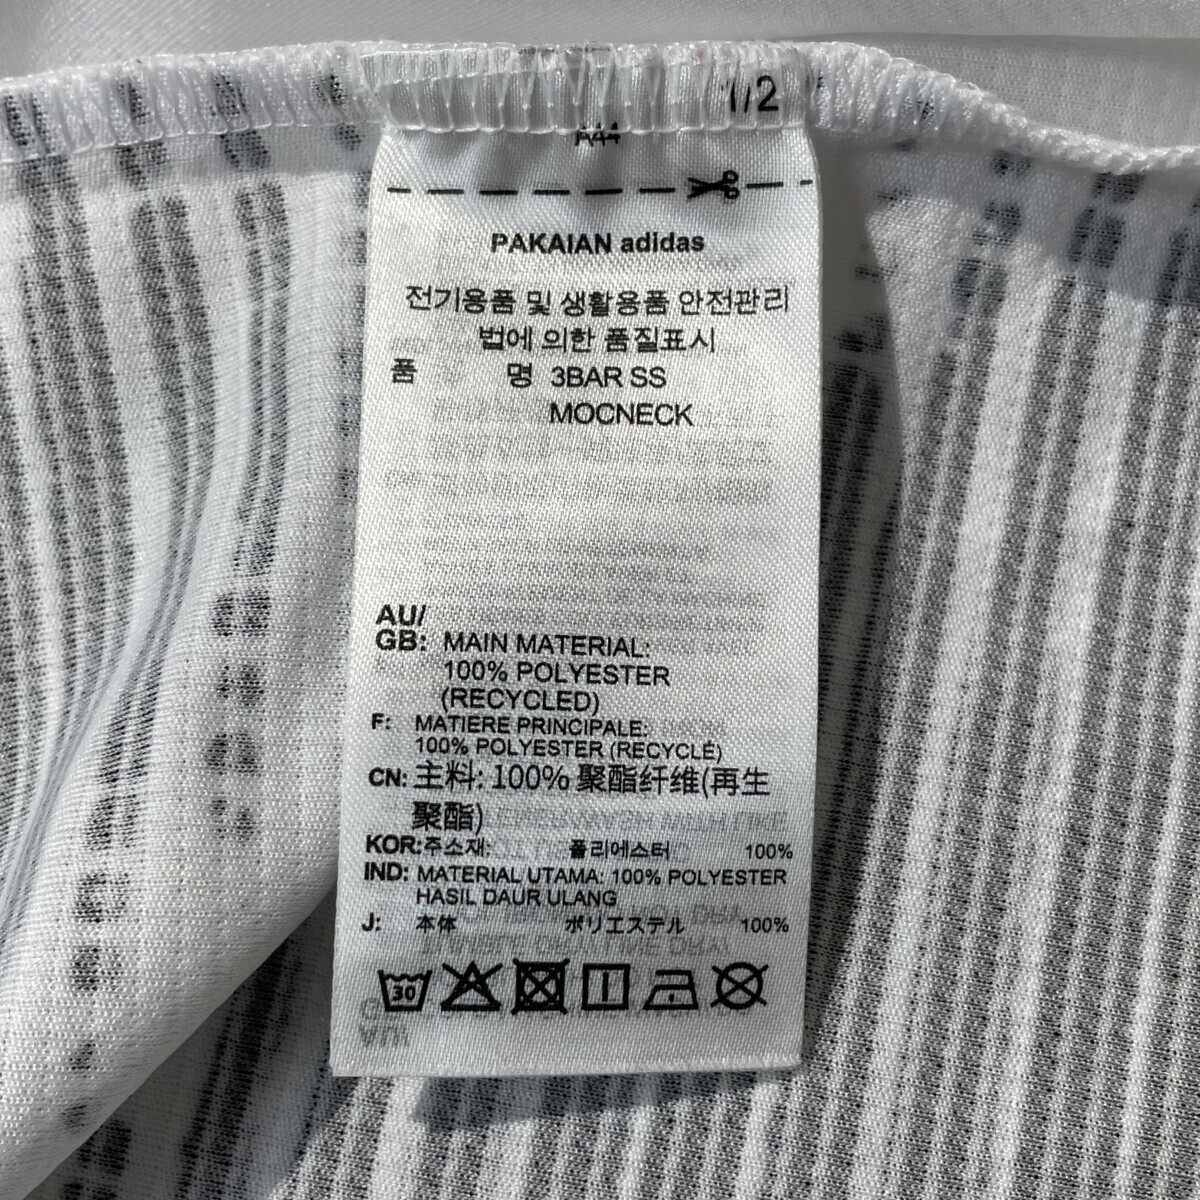 1/2
A44
PAKAIAN adidas
전기용품 및 생활용품 안전관리
법에 의한 품질표시
품 명 3BAR SS
MOCNECK
AU/
GB: MAIN MATERIAL:
100% POLYESTER
(RECYCLED)
F: MATIERE PRINCIPALE:
100% POLYESTER (RECYCLÉ)
CN: 主料: 100% 聚酯纤维(再生
聚酯)
KOR: 주소재: 폴리에스터 100%
IND: MATERIAL UTAMA: 100% POLYESTER
HASIL DAUR ULANG
J: 本体 ポリエステル 100%
30